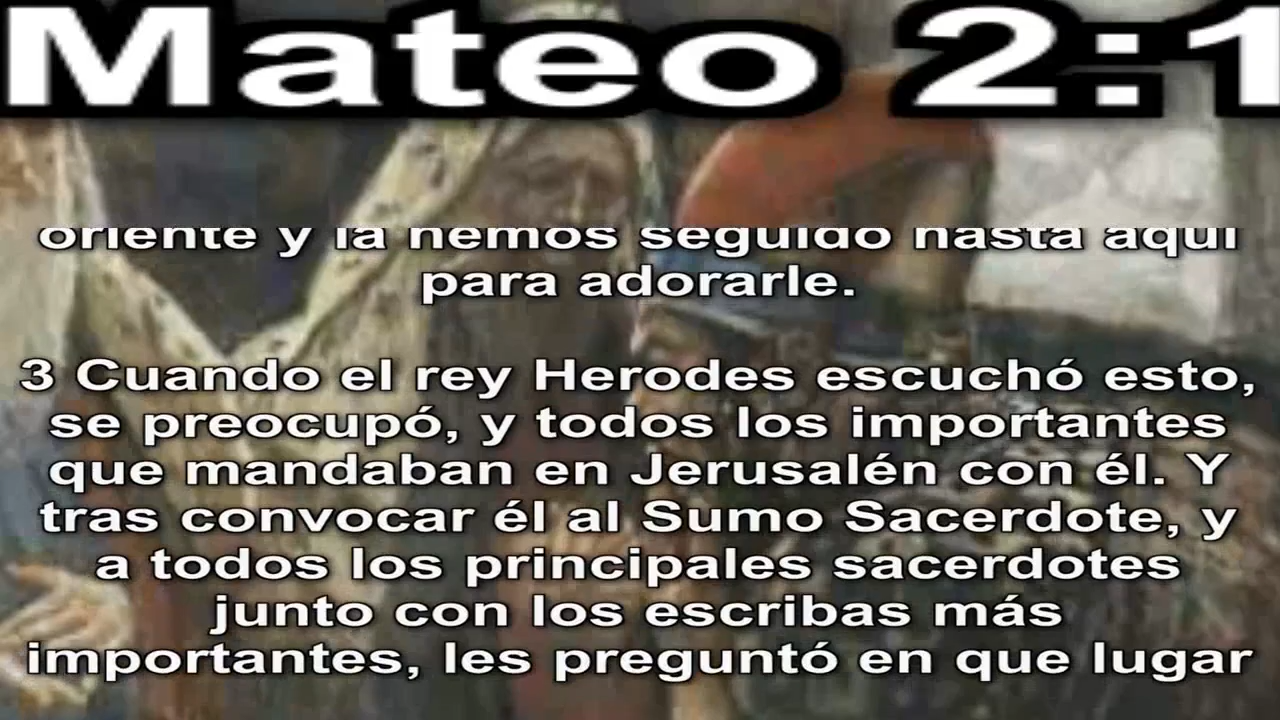 Mateo 2:1
oriente y la hemos seguido hasta aquí
para adorarle.
3 Cuando el rey Herodes escuchó esto,
se preocupó, y todos los importantes
que mandaban en Jerusalén con él. Y
tras convocar él al Sumo Sacerdote, y
a todos los principales sacerdotes
junto con los escribas más
importantes, les preguntó en que lugar